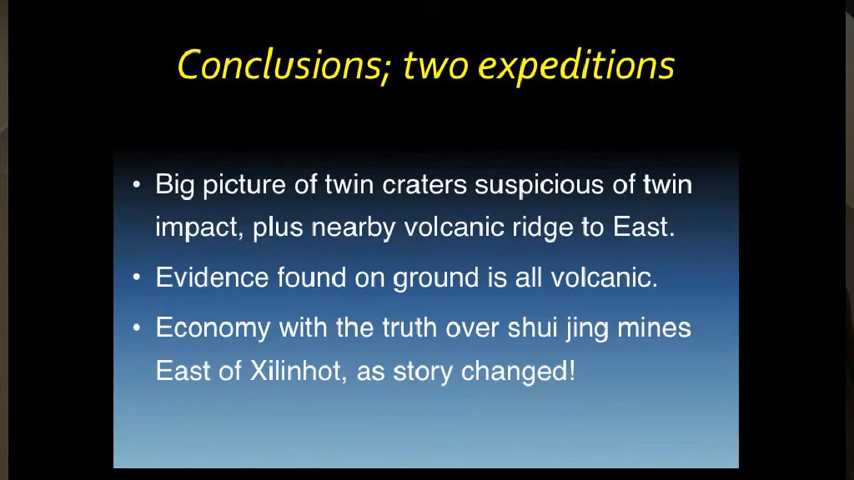 Conclusions; two expeditions
• Big picture of twin craters suspicious of twin
impact, plus nearby volcanic ridge to East.
• Evidence found on ground is all volcanic.
• Economy with the truth over shui jing mines
East of Xilinhot, as story changed!